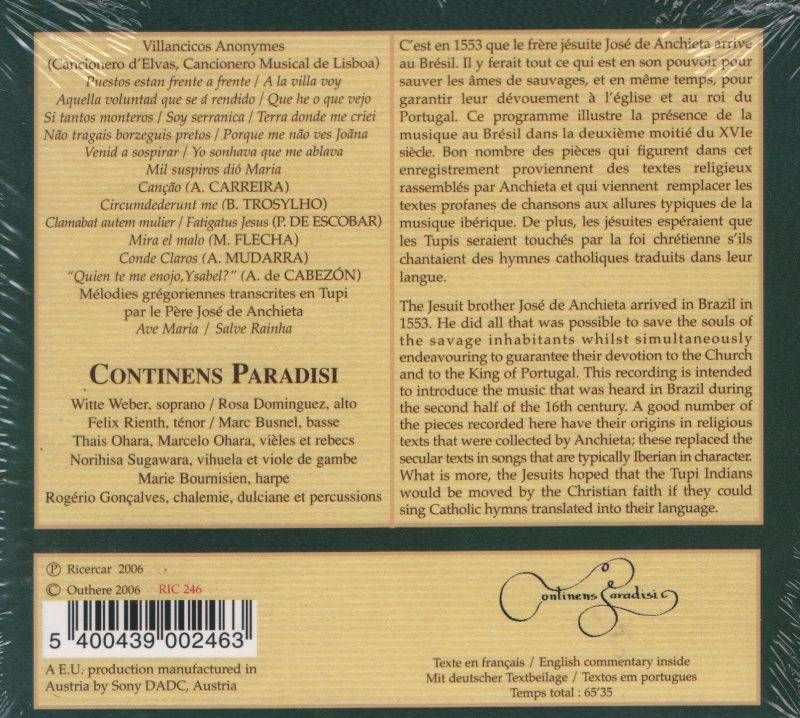 Villancicos Anonymes
(Cancionero d'Elvas, Cancionero Musical de Lisboa)
Puestos estan frente a frente / A la villa voy
Aquella voluntad que se á rendido / Que he o que vejo
Si tantos monteros / Soy serranica / Terra donde me criei
Não tragais borzeguis pretos / Porque me não ves Joãna
Venid a sospirar / Yo sonhava que me ablava
Mil suspiros dió Maria
Canção (A. CARREIRA)
Circumdederunt me (B. TROSYLHO)
Clamabat autem mulier / Fatigatus Jesus (P. DE ESCOBAR)
Mira el malo (M. FLECHA)
Conde Claros (A. MUDARRA)
"Quien te me enojo,Ysabel?" (A. de CABEZÓN)
Mélodies grégoriennes transcrites en Tupi
par le Père José de Anchieta
Ave Maria / Salve Rainha
CONTINENS PARADISI
Witte Weber, soprano / Rosa Domínguez, alto
Felix Rienth, ténor / Marc Busnel, basse
Thais Ohara, Marcelo Ohara, vièles et rebecs
Norihisa Sugawara, vihuela et viole de gambe
Marie Bournisien, harpe
Rogério Gonçalves, chalemie, dulciane et percussions
C'est en 1553 que le frère jésuite José de Anchieta arrive
au Brésil. Il y ferait tout ce qui est en son pouvoir pour
sauver les âmes de sauvages, et en même temps, pour
garantir leur dévouement à l'église et au roi du
Portugal. Ce programme illustre la présence de la
musique au Brésil dans la deuxième moitié du XVIe
siècle. Bon nombre des pièces qui figurent dans cet
enregistrement proviennent des textes religieux
rassemblés par Anchieta et qui viennent remplacer les
textes profanes de chansons aux allures typiques de la
musique ibérique. De plus, les jésuites espéraient que
les Tupis seraient touchés par la foi chrétienne s'ils
chantaient des hymnes catholiques traduits dans leur
langue.
The Jesuit brother José de Anchieta arrived in Brazil in
1553. He did all that was possible to save the souls of
the savage inhabitants whilst simultaneously
endeavouring to guarantee their devotion to the Church
and to the King of Portugal. This recording is intended
to introduce the music that was heard in Brazil during
the second half of the 16th century. A good number of
the pieces recorded here have their origins in religious
texts that were collected by Anchieta; these replaced the
secular texts in songs that are typically Iberian in character.
What is more, the Jesuits hoped that the Tupi Indians
would be moved by the Christian faith if they could
sing Catholic hymns translated into their language.
Ⓟ Ricercar 2006
© Outhere 2006 RIC 246
5 400439 002463
A E.U. production manufactured in
Austria by Sony DADC, Austria
Continens Paradisi
Texte en français / English commentary inside
Mit deutscher Textbeilage / Textos em portugues
Temps total : 65'35